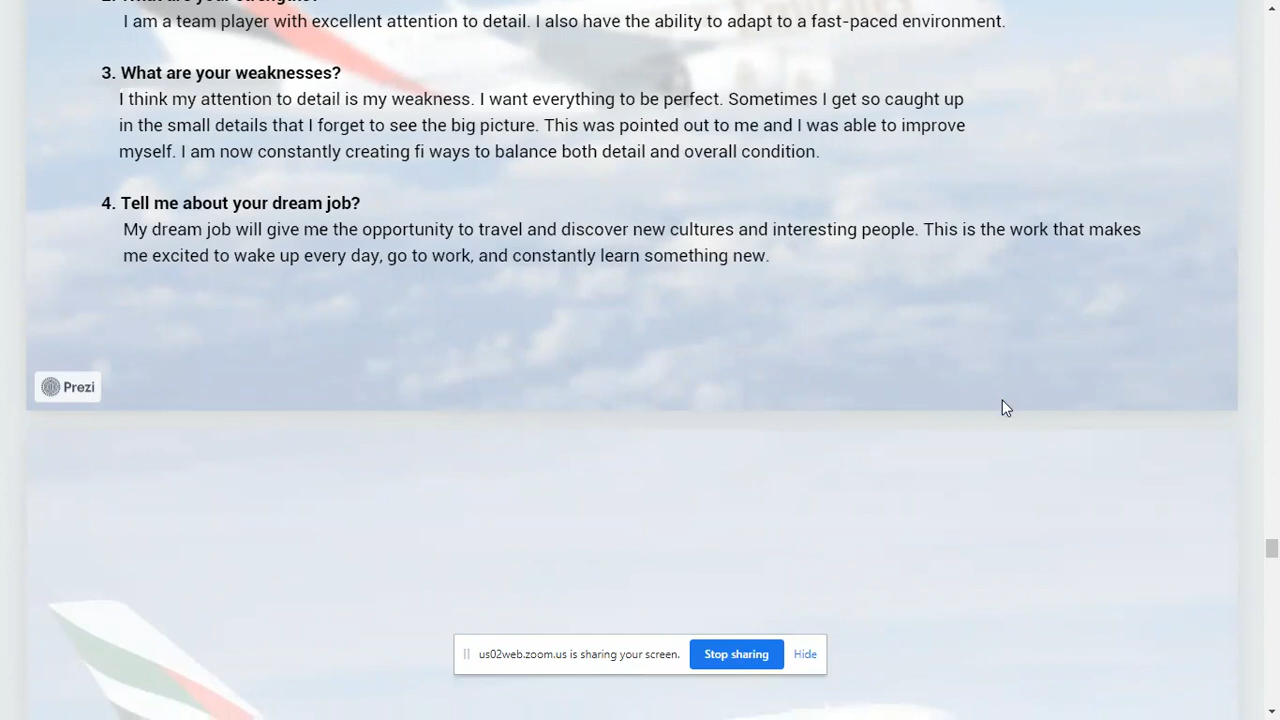 2. What are your strengths?
I am a team player with excellent attention to detail. I also have the ability to adapt to a fast-paced environment.
3. What are your weaknesses?
I think my attention to detail is my weakness. I want everything to be perfect. Sometimes I get so caught up
in the small details that I forget to see the big picture. This was pointed out to me and I was able to improve
myself. I am now constantly creating fi ways to balance both detail and overall condition.
4. Tell me about your dream job?
My dream job will give me the opportunity to travel and discover new cultures and interesting people. This is the work that makes
me excited to wake up every day, go to work, and constantly learn something new.
Prezi
us02web.zoom.us is sharing your screen.
Stop sharing
Hide